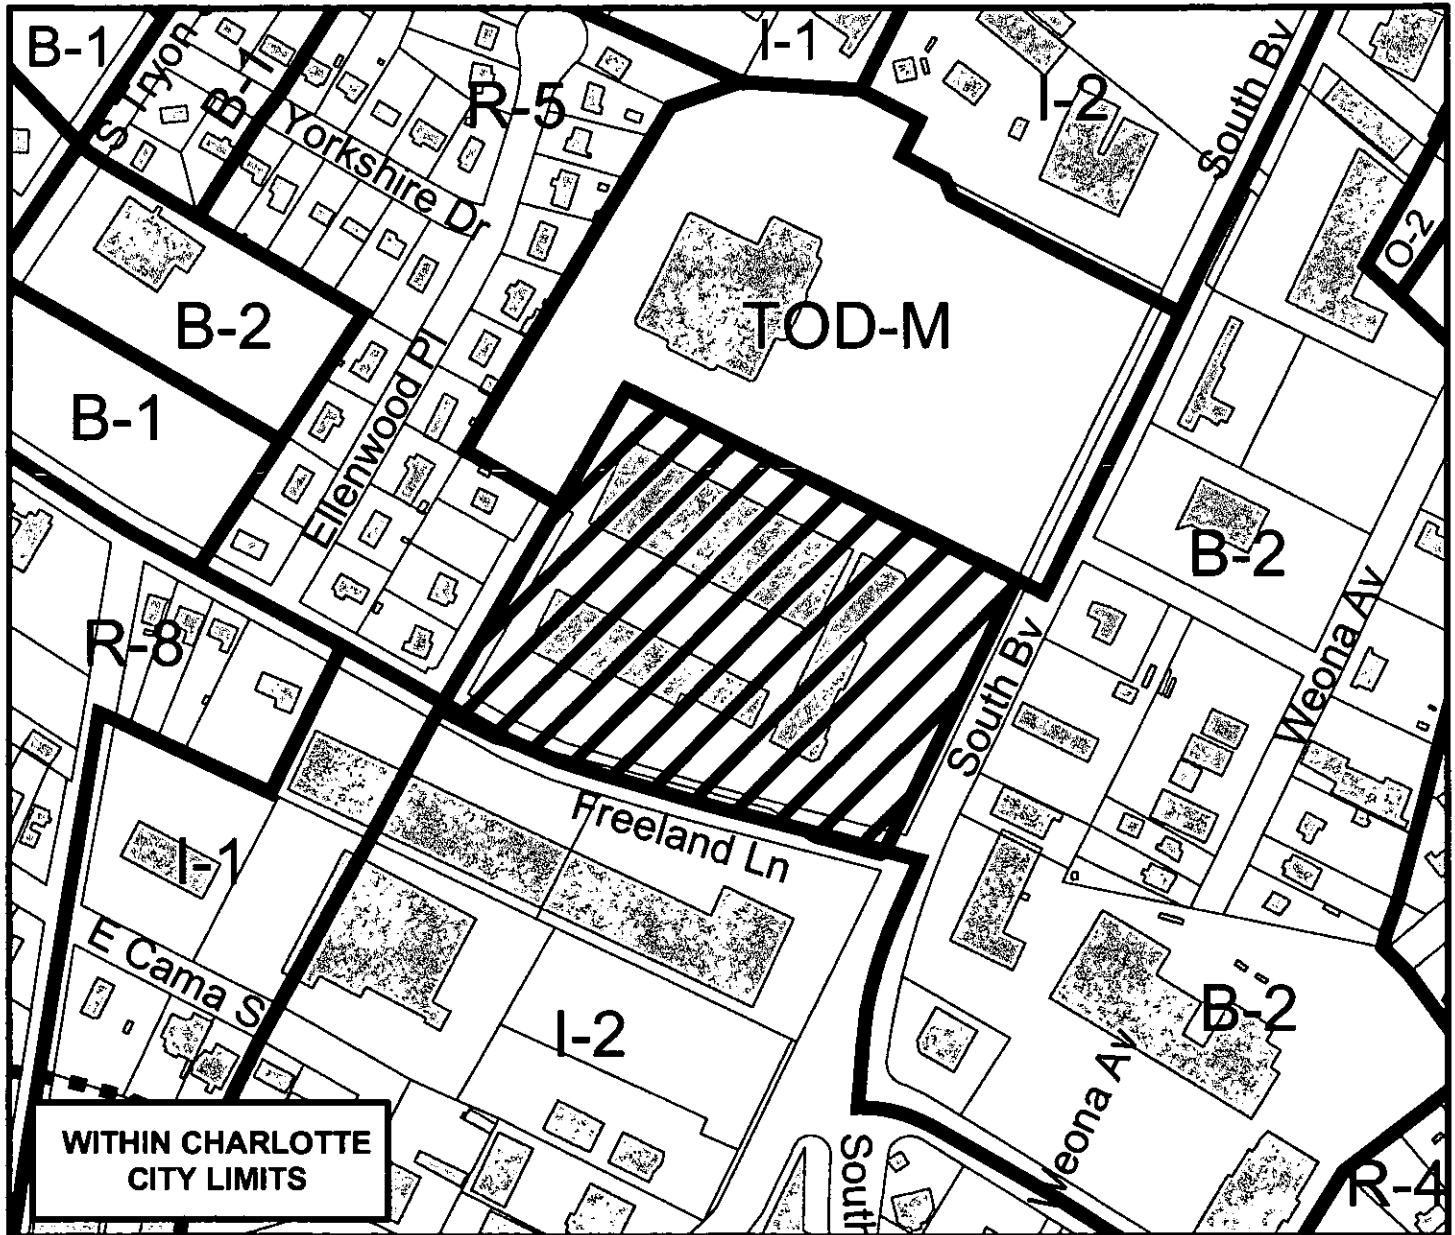 B-1
S Tryon
B-1
R-5
I-1
I-2
South Bv
Yorkshire Dr
O-2
B-2
TOD-M
B-1
Ellenwood Pl
B-2
R-8
South Bv
Weona Av
Freeland Ln
I-1
E Cama S
I-2
B-2
Weona Av
South
R-4
WITHIN CHARLOTTE
CITY LIMITS